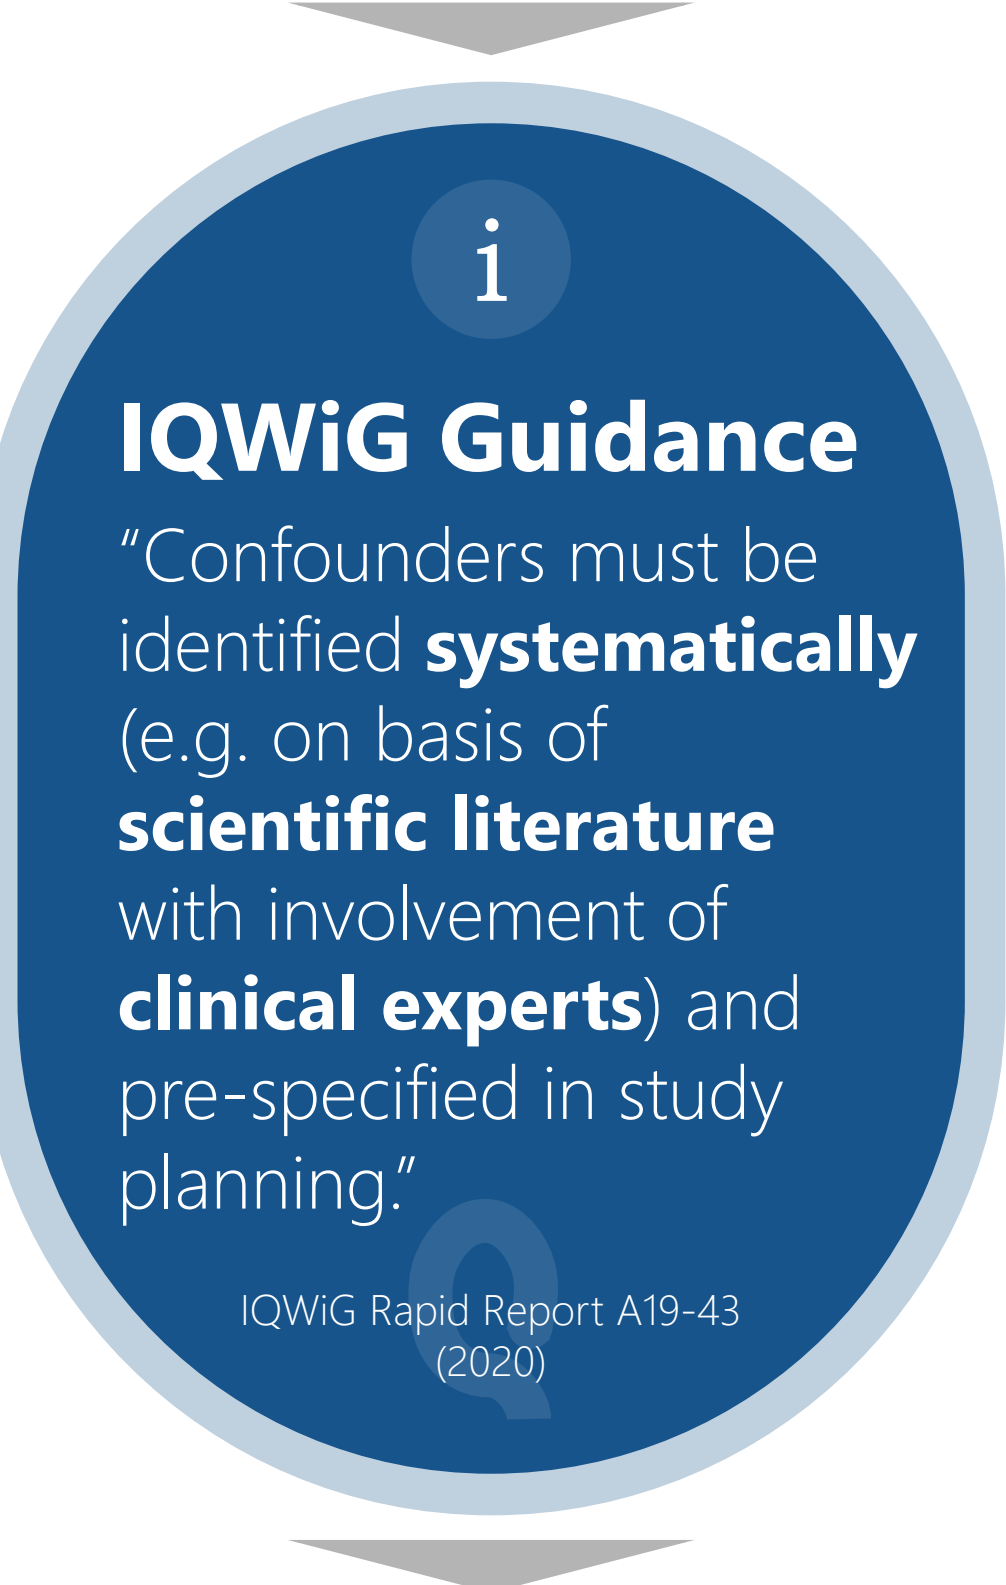 i
IQWiG Guidance
“Confounders must be
identified systematically
(e.g. on basis of
scientific literature
with involvement of
clinical experts) and
pre-specified in study
planning.”
Q
IQWiG Rapid Report A19-43
(2020)